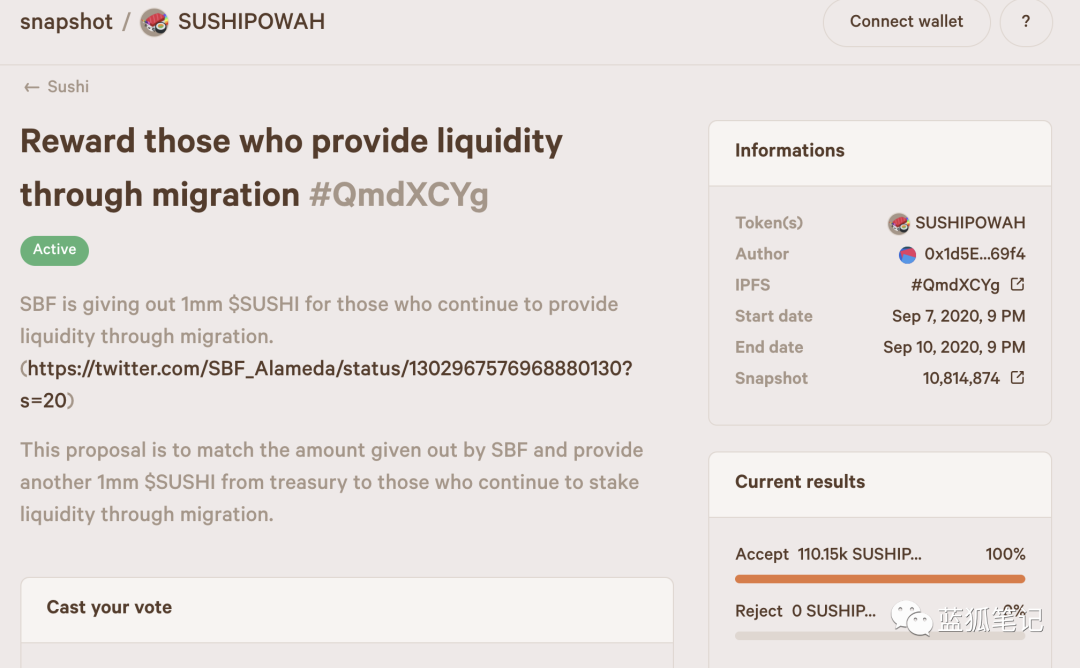 snapshot / SUSHIPOWAH
Connect wallet
?
← Sushi
Reward those who provide liquidity
through migration #QmdXCYg
Active
SBF is giving out 1mm $SUSHI for those who continue to provide
liquidity through migration.
(https://twitter.com/SBF_Alameda/status/1302967576968880130?
s=20)
This proposal is to match the amount given out by SBF and provide
another 1mm $SUSHI from treasury to those who continue to stake
liquidity through migration.
Cast your vote
Informations
Token(s) SUSHIPOWAH
Author 0x1d5E...69f4
IPFS #QmdXCYg
Start date Sep 7, 2020, 9 PM
End date Sep 10, 2020, 9 PM
Snapshot 10,814,874
Current results
Accept 110.15k SUSHIP... 100%
Reject 0 SUSHIP... 0%
蓝狐笔记